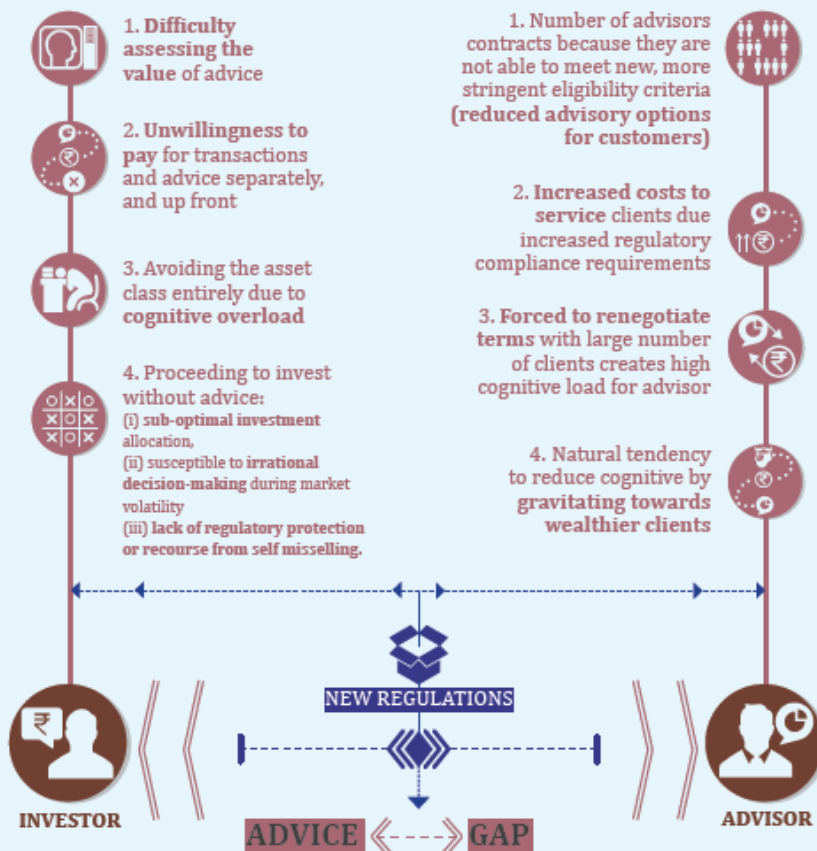 1. Difficulty
assessing the
value of advice
2. Unwillingness to
pay for transactions
and advice separately,
and up front
3. Avoiding the asset
class entirely due to
cognitive overload
4. Proceeding to invest
without advice:
(i) sub-optimal investment
allocation,
(ii) susceptible to irrational
decision-making during market
volatility
(iii) lack of regulatory protection
or recourse from self misselling.
1. Number of advisors
contracts because they are
not able to meet new, more
stringent eligibility criteria
(reduced advisory options
for customers)
2. Increased costs to
service clients due
increased regulatory
compliance requirements
3. Forced to renegotiate
terms with large number
of clients creates high
cognitive load for advisor
4. Natural tendency
to reduce cognitive by
gravitating towards
wealthier clients
NEW REGULATIONS
INVESTOR
ADVISOR
ADVICE GAP